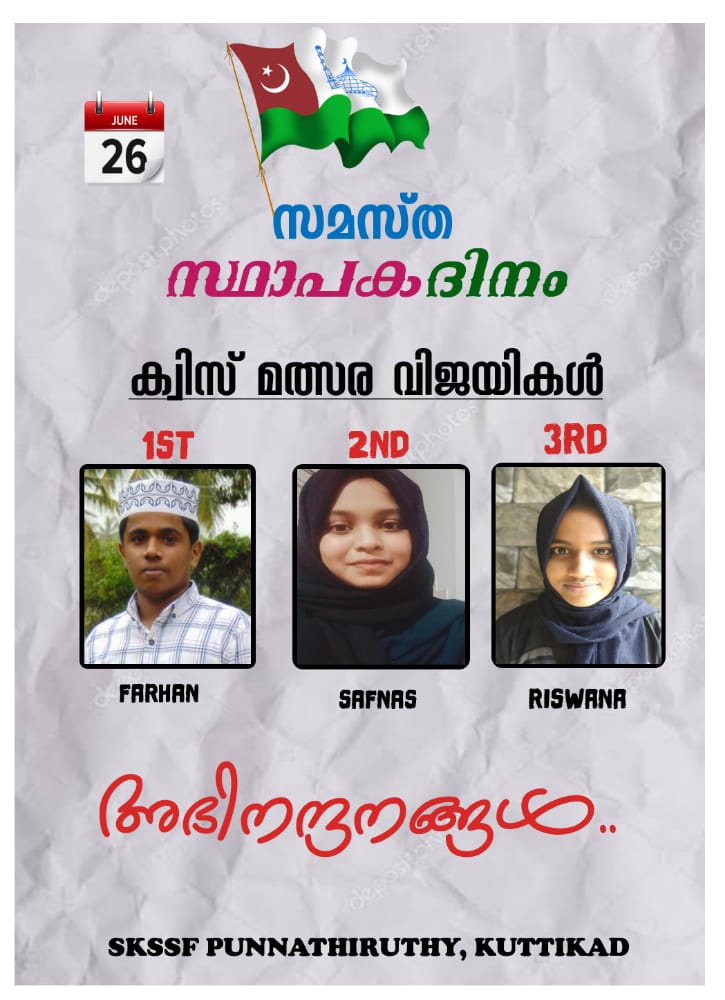 JUNE
26
സമസ്ത
സ്ഥാപകദിനം
ക്വിസ് മത്സര വിജയികൾ
1ST 2ND 3RD
FARHAN SAFNAS RISWANA
അഭിനന്ദനങ്ങൾ..
SKSSF PUNNATHIRUTHY, KUTTIKAD